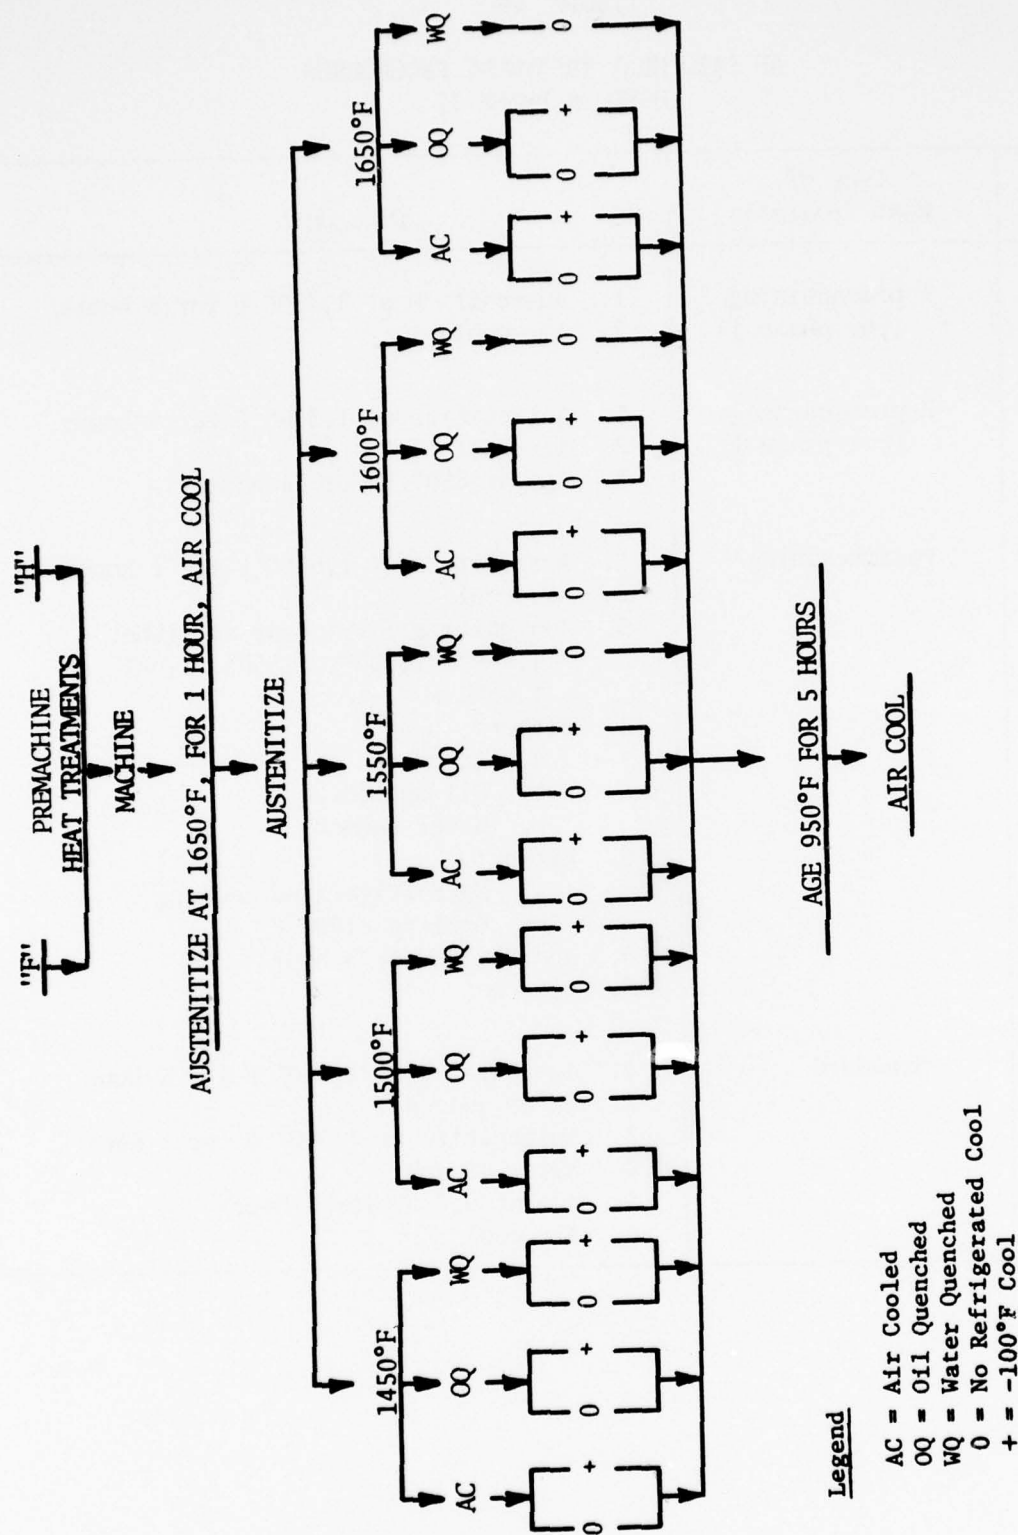 PREMACHINE
HEAT TREATMENTS
"F" "H"
MACHINE
AUSTENITIZE AT 1650°F, FOR 1 HOUR, AIR COOL
AUSTENITIZE
1450°F 1500°F 1550°F 1600°F 1650°F
AC OQ WQ AC OQ WQ AC OQ WQ AC OQ WQ AC OQ WQ
0 + 0 + 0 + 0 + 0 + 0 + 0 + 0 + 0 0 + 0 + 0 0 + 0 + 0
AGE 950°F FOR 5 HOURS
AIR COOL
Legend
AC = Air Cooled
OQ = Oil Quenched
WQ = Water Quenched
0 = No Refrigerated Cool
+ = -100°F Cool